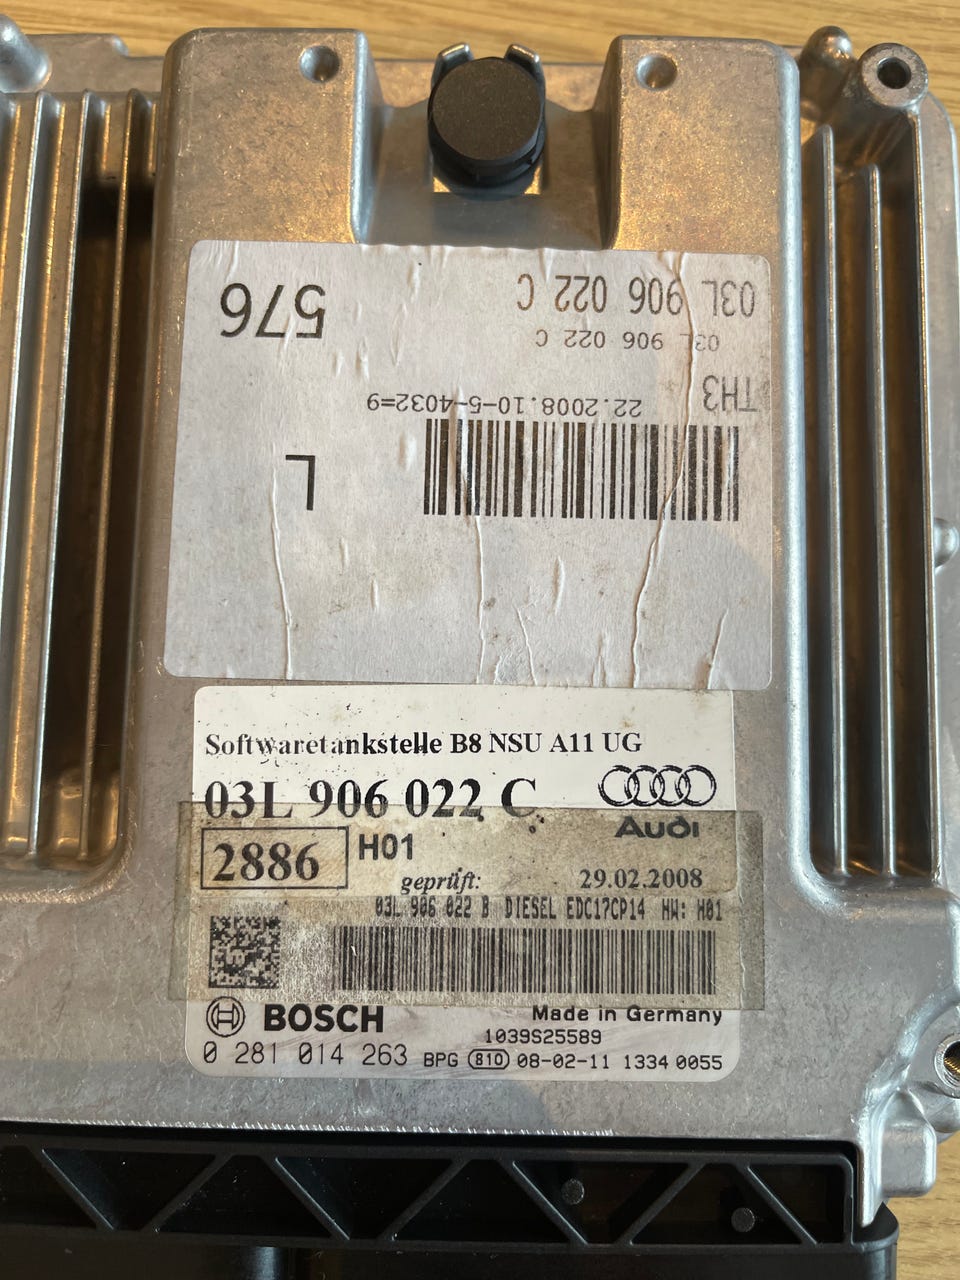 03L 906 022 C
576
03L 906 022 C
TH3
22.2008.10-5-4032=9
L
Softwaretankstelle B8 NSU A11 UG
03L 906 022 C
Audi
2886
H01
geprüft:
29.02.2008
03L 906 022 B DIESEL EDC17CP14 HW: H01
BOSCH
Made in Germany
1039S25589
0 281 014 263 BPG 810 08-02-11 1334 0055